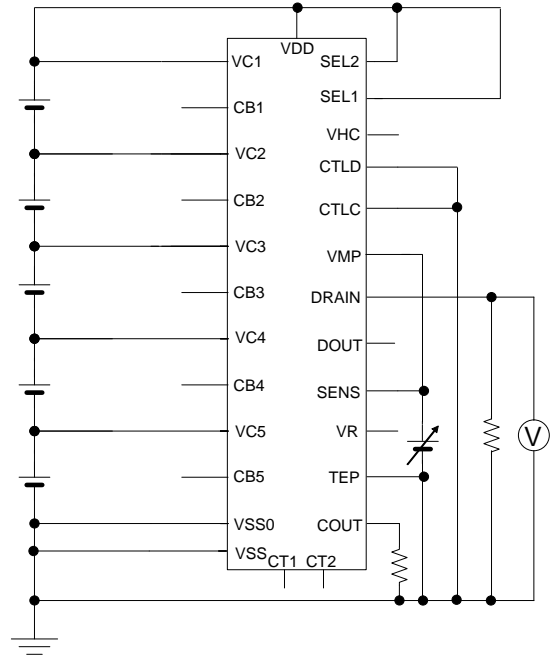 VDD
VC1
CB1
VC2
CB2
VC3
CB3
VC4
CB4
VC5
CB5
VSS0
VSS
CT1 CT2
SEL2
SEL1
VHC
CTLD
CTLC
VMP
DRAIN
DOUT
SENS
VR
TEP
COUT
V